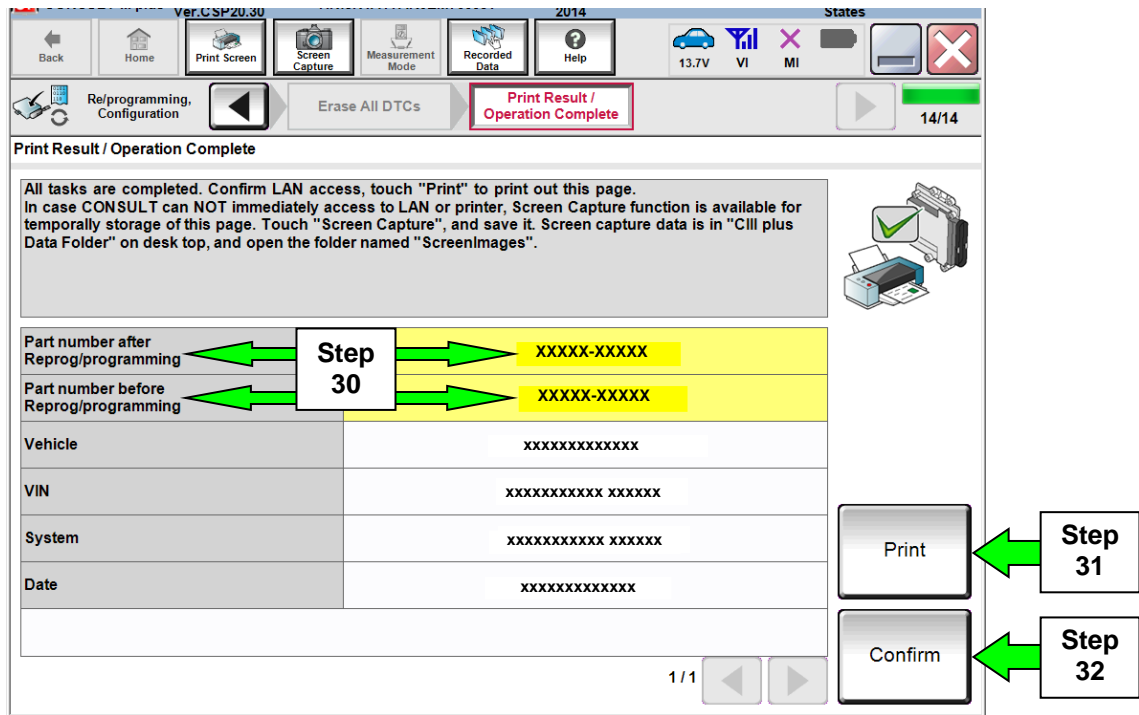 Ver.CSP20.30
2014
States
Back
Home
Print Screen
Screen
Capture
Measurement
Mode
Recorded
Data
Help
13.7V
VI
MI
Re/programming,
Configuration
Erase All DTCs
Print Result /
Operation Complete
14/14
Print Result / Operation Complete
All tasks are completed. Confirm LAN access, touch "Print" to print out this page.
In case CONSULT can NOT immediately access to LAN or printer, Screen Capture function is available for
temporally storage of this page. Touch "Screen Capture", and save it. Screen capture data is in "CIII plus
Data Folder" on desk top, and open the folder named "ScreenImages".
Part number after
Reprog/programming
XXXXX-XXXXX
Step
30
Part number before
Reprog/programming
XXXXX-XXXXX
Vehicle
xxxxxxxxxxxxx
VIN
xxxxxxxxxxx xxxxxx
System
xxxxxxxxxxx xxxxxx
Date
xxxxxxxxxxxxx
Print
Step
31
Confirm
Step
32
1/1